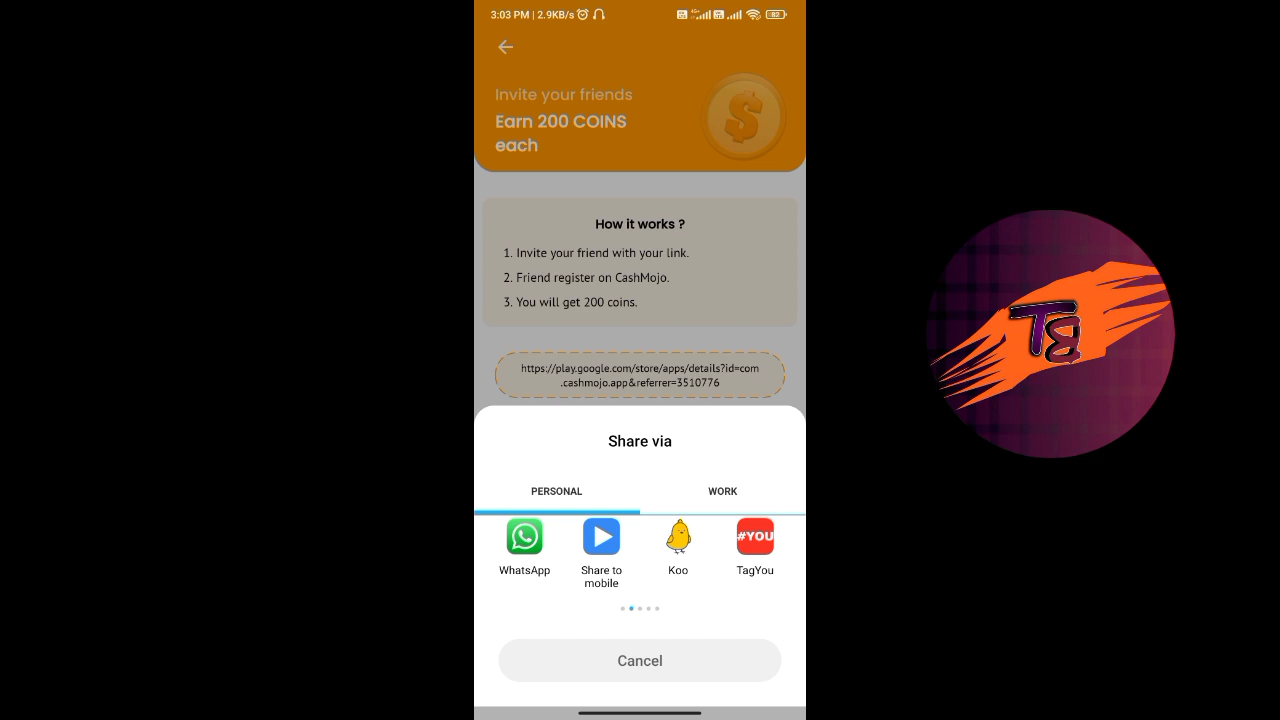 3:03 PM | 2.9KB/s
82
Invite your friends
Earn 200 COINS
each
$
How it works ?
1. Invite your friend with your link.
2. Friend register on CashMojo.
3. You will get 200 coins.
https://play.google.com/store/apps/details?id=com
.cashmojo.app&referrer=3510776
Share via
PERSONAL
WORK
#YOU
WhatsApp
Share to
mobile
Koo
TagYou
Cancel